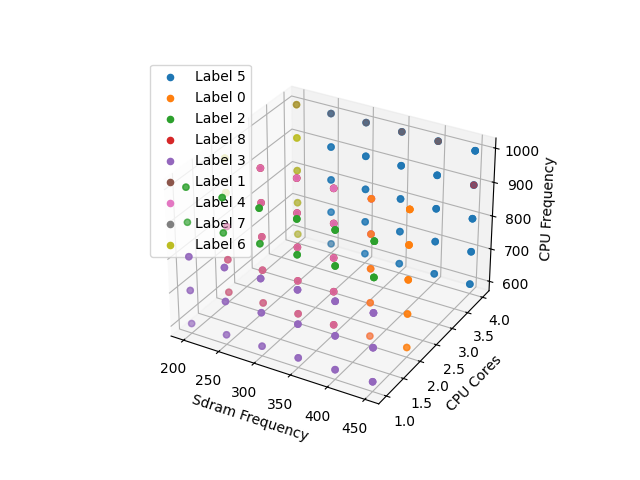 Label 5
Label 0
Label 2
Label 8
Label 3
Label 1
Label 4
Label 7
Label 6
1000
900
800
700
600
CPU Frequency
4.0
3.5
3.0
2.5
2.0
1.5
1.0
CPU Cores
200
250
300
350
400
450
Sdram Frequency